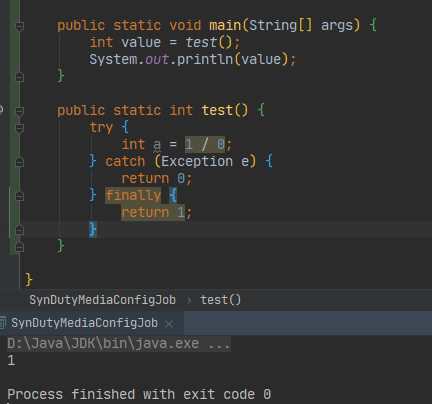 public static void main(String[] args) {
int value = test();
System.out.println(value);
}
public static int test() {
try {
int a = 1 / 0;
} catch (Exception e) {
return 0;
} finally {
return 1;
}
}
}
SynDutyMediaConfigJob › test()
SynDutyMediaConfigJob ×
D:\Java\JDK\bin\java.exe ...
1
Process finished with exit code 0